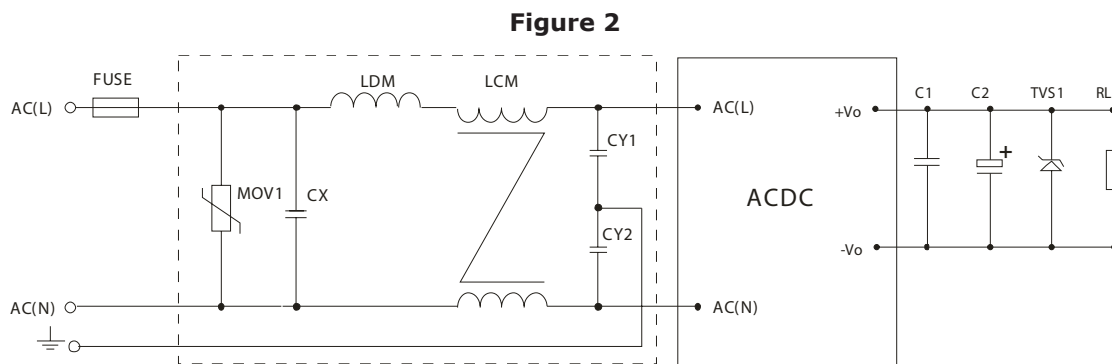 Figure 2
FUSE
LDM
LCM
AC(L)
AC(L)
C1
C2
TVS1
RL
+Vo
CY1
+
MOV1
CX
ACDC
CY2
-Vo
AC(N)
AC(N)